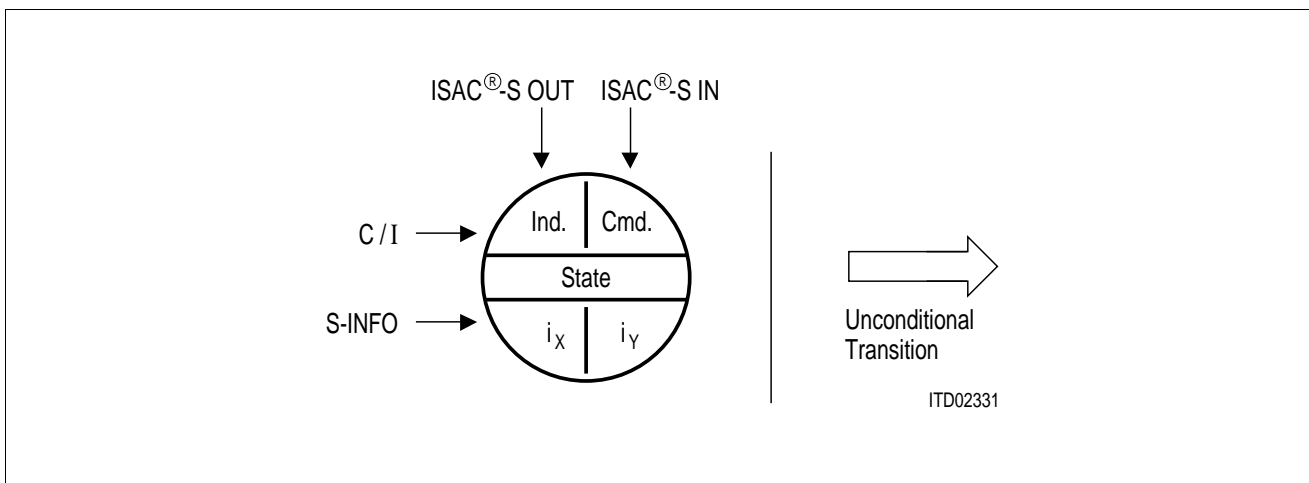 ISAC®-S OUT ISAC®-S IN
Ind. Cmd.
C / I
State
S-INFO
iX iY
Unconditional
Transition
ITD02331